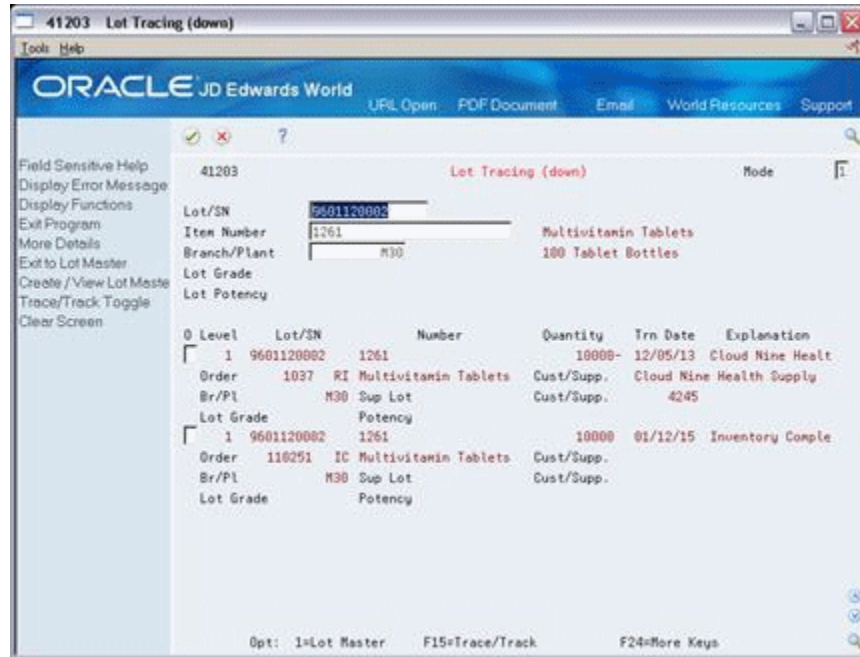 41203 Lot Tracing (down)
Tools Help
ORACLE JD Edwards World
URL Open PDF Document Email World Resources Support
?
Field Sensitive Help
Display Error Message
Display Functions
Exit Program
More Details
Exit to Lot Master
Create / View Lot Maste
Trace/Track Toggle
Clear Screen
41203 Lot Tracing (down) Mode 1
Lot/SN 9601120002
Item Number 1261 Multivitamin Tablets
Branch/Plant M30 100 Tablet Bottles
Lot Grade
Lot Potency
O Level Lot/SN Number Quantity Trn Date Explanation
1 9601120002 1261 10000- 12/05/13 Cloud Nine Healt
Order 1037 RI Multivitamin Tablets Cust/Supp. Cloud Nine Health Supply
Br/Pl M30 Sup Lot Cust/Supp. 4245
Lot Grade Potency
1 9601120002 1261 10000 01/12/15 Inventory Comple
Order 110251 IC Multivitamin Tablets Cust/Supp.
Br/Pl M30 Sup Lot Cust/Supp.
Lot Grade Potency
Opt: 1=Lot Master F15=Trace/Track F24=More Keys